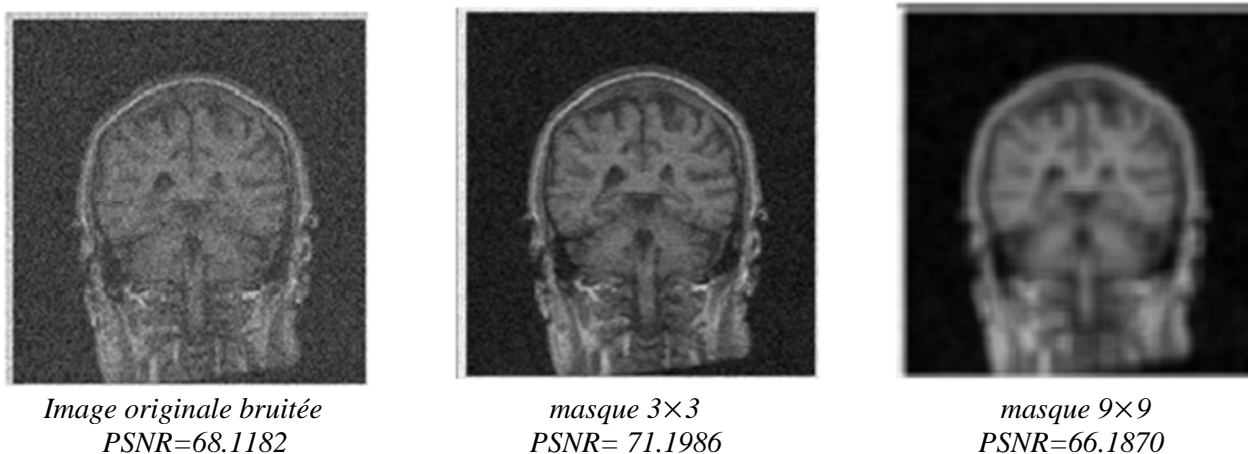 Image originale bruitée
PSNR=68.1182
masque 3×3
PSNR= 71.1986
masque 9×9
PSNR=66.1870